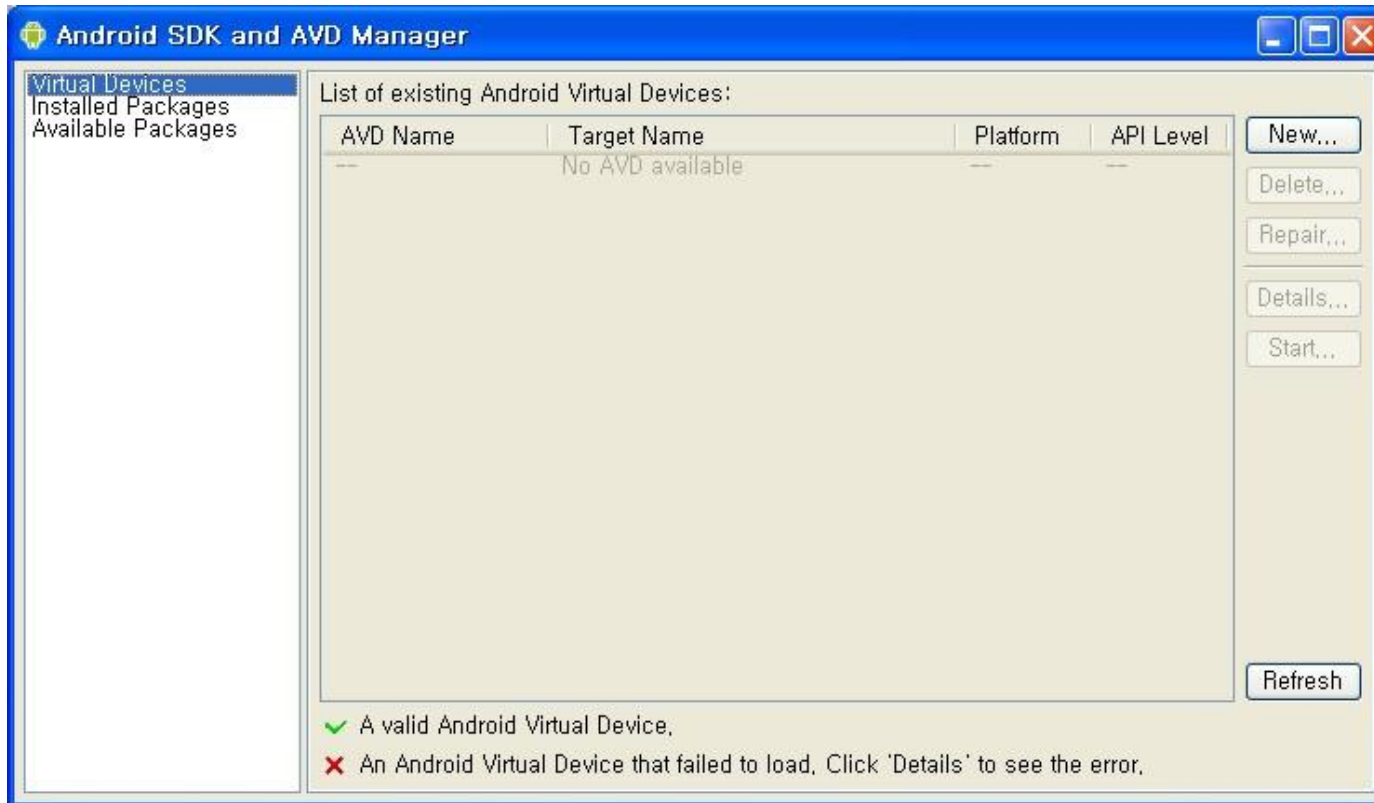 Android SDK and AVD Manager
Virtual Devices
Installed Packages
Available Packages
List of existing Android Virtual Devices:
AVD Name Target Name Platform API Level
-- No AVD available -- --
New...
Delete...
Repair...
Details...
Start...
Refresh
A valid Android Virtual Device.
An Android Virtual Device that failed to load. Click 'Details' to see the error.